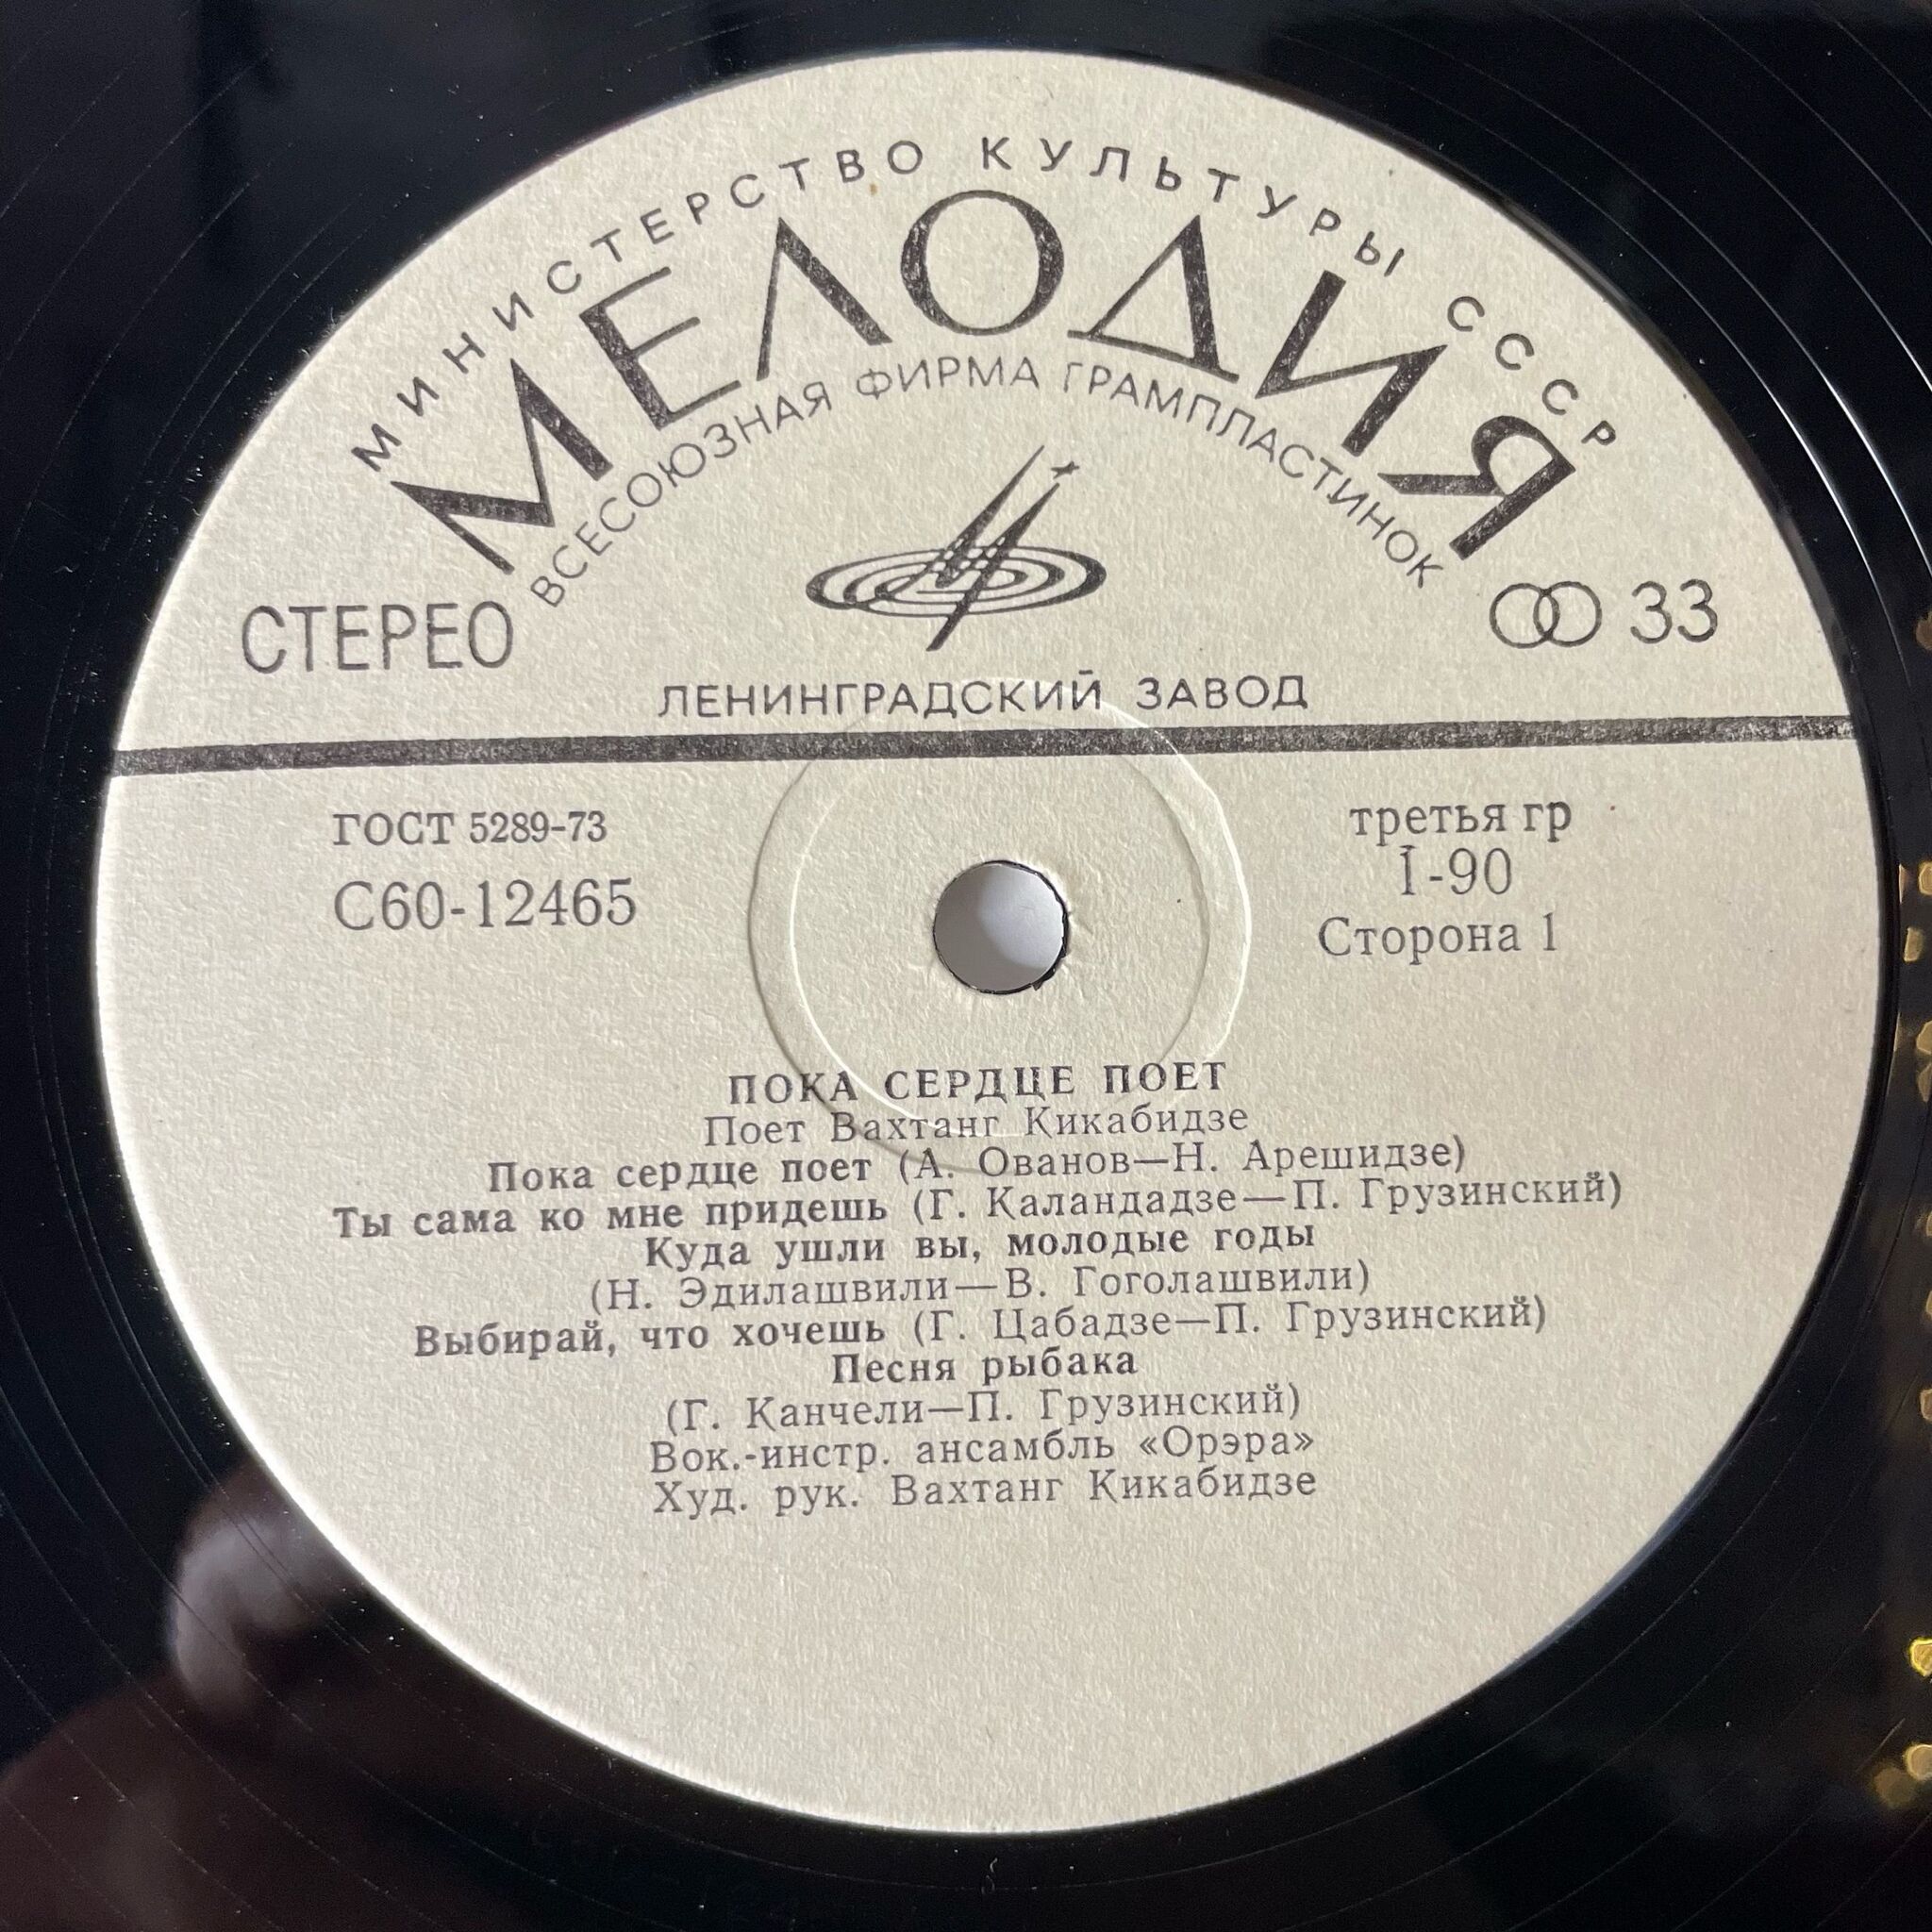 МИНИСТЕРСТВО КУЛЬТУРЫ СССР
МЕЛОДИЯ
ВСЕСОЮЗНАЯ ФИРМА ГРАМПЛАСТИНОК
СТЕРЕО
33
ЛЕНИНГРАДСКИЙ ЗАВОД
ГОСТ 5289-73
С60-12465
третья гр
I-90
Сторона 1
ПОКА СЕРДЦЕ ПОЕТ
Поет Вахтанг Кикабидзе
Пока сердце поет (А. Ованов—Н. Арешидзе)
Ты сама ко мне придешь (Г. Каландадзе—П. Грузинский)
Куда ушли вы, молодые годы
(Н. Эдилашвили—В. Гоголашвили)
Выбирай, что хочешь (Г. Цабадзе—П. Грузинский)
Песня рыбака
(Г. Канчели—П. Грузинский)
Вок.-инстр. ансамбль «Орэра»
Худ. рук. Вахтанг Кикабидзе